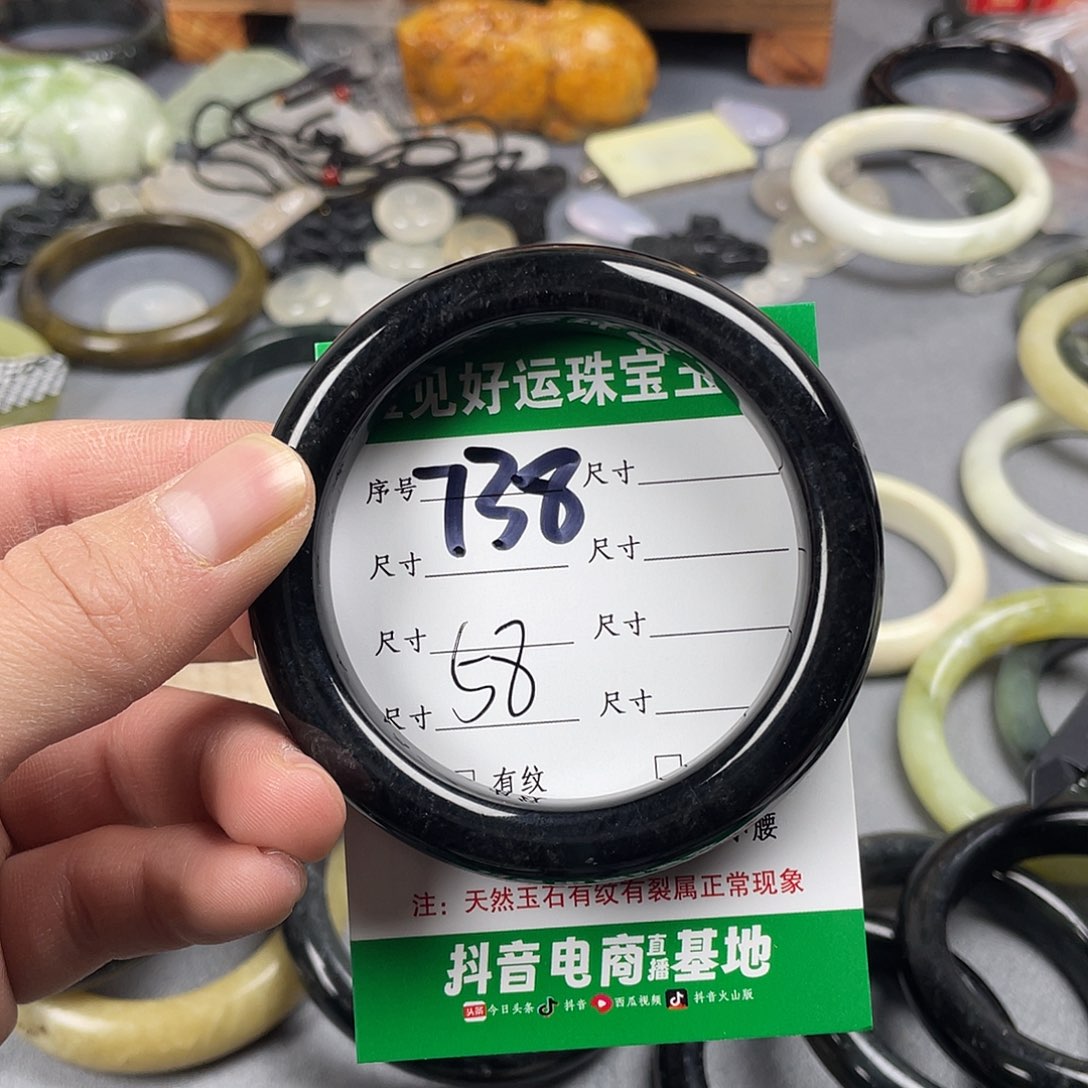 见好运珠宝
序号 738 尺寸
尺寸 尺寸
尺寸 尺寸
58
尺寸 尺寸
有纹
腰
注：天然玉石有纹有裂属正常现象
抖音电商直播基地
头条 今日头条 抖音 西瓜视频 抖音火山版